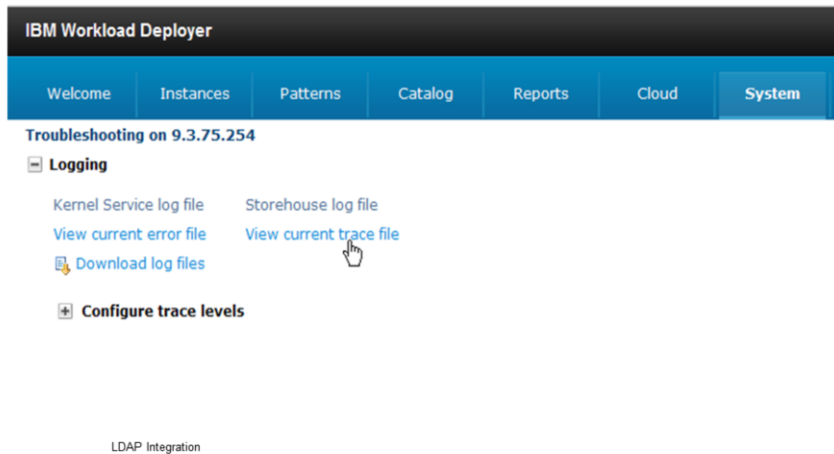 IBM Workload Deployer
Welcome Instances Patterns Catalog Reports Cloud System
Troubleshooting on 9.3.75.254
Logging
Kernel Service log file Storehouse log file
View current error file View current trace file
Download log files
Configure trace levels
LDAP Integration